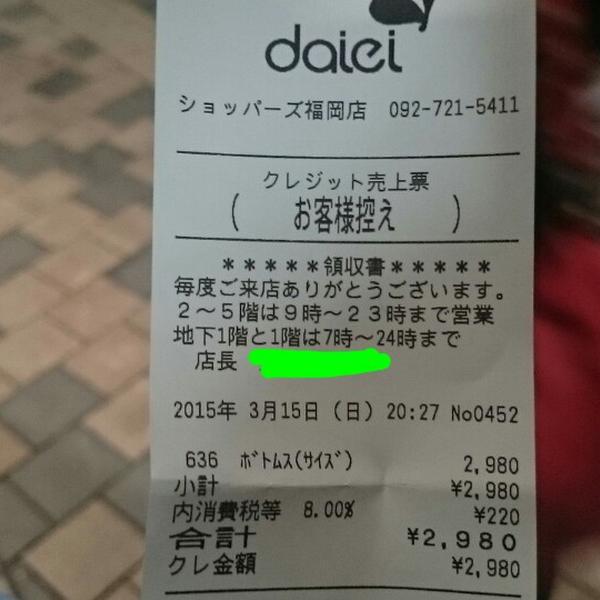 daiei
ショッパーズ福岡店 092-721-5411
クレジット売上票
( お客様控え )
*****領収書*****
毎度ご来店ありがとうございます。
2〜5階は9時〜23時まで営業
地下1階と1階は7時〜24時まで
店長
2015年 3月15日(日) 20:27 No0452
636 ボトムス(サイズ) 2,980
小計 ¥2,980
内消費税等 8.00% ¥220
合計 ¥2,980
クレ金額 ¥2,980